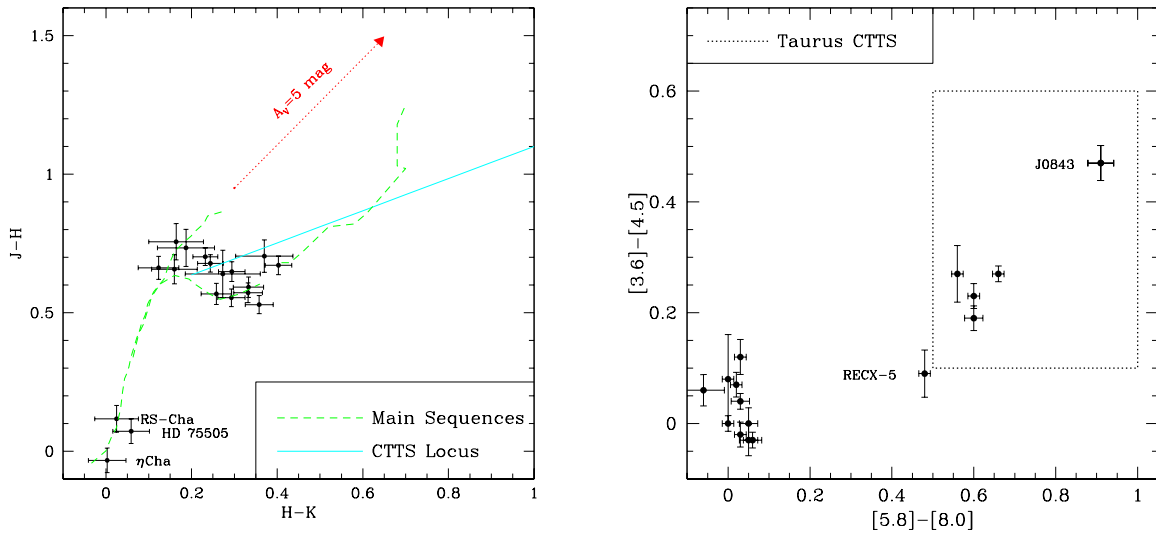 1.5
1
0.5
0
J-H
A_v=5 mag
RS-Cha
HD 75505
ηCha
Main Sequences
CTTS Locus
0 0.2 0.4 0.6 0.8 1
H-K
Taurus CTTS
0.6
0.4
0.2
0
[3.6]-[4.5]
J0843
RECX-5
0 0.2 0.4 0.6 0.8 1
[5.8]-[8.0]